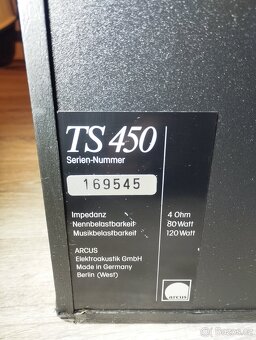 TS 450
Serien-Nummer
169545
Impedanz 4 Ohm
Nennbelastbarkeit 80 Watt
Musikbelastbarkeit 120 Watt
ARCUS
Elektroakustik GmbH
Made in Germany
Berlin (West)
arcus